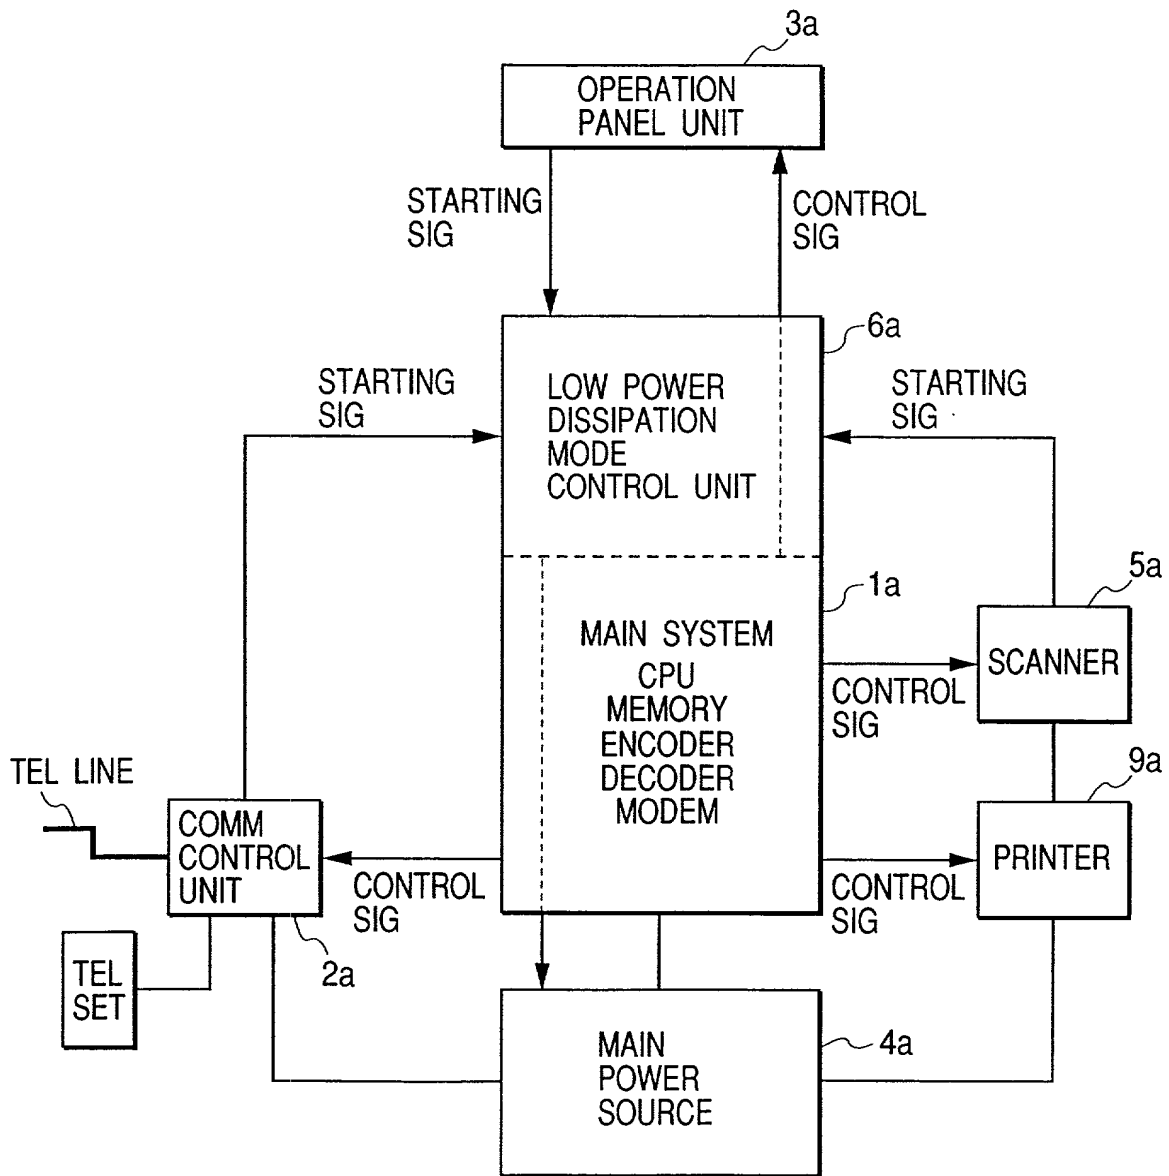 3a
OPERATION
PANEL UNIT
STARTING
SIG
CONTROL
SIG
6a
STARTING
SIG
LOW POWER
DISSIPATION
MODE
CONTROL UNIT
STARTING
SIG
5a
1a
MAIN SYSTEM
CPU
MEMORY
ENCODER
DECODER
MODEM
SCANNER
CONTROL
SIG
9a
TEL LINE
COMM
CONTROL
UNIT
CONTROL
SIG
PRINTER
CONTROL
SIG
2a
TEL
SET
MAIN
POWER
SOURCE
4a